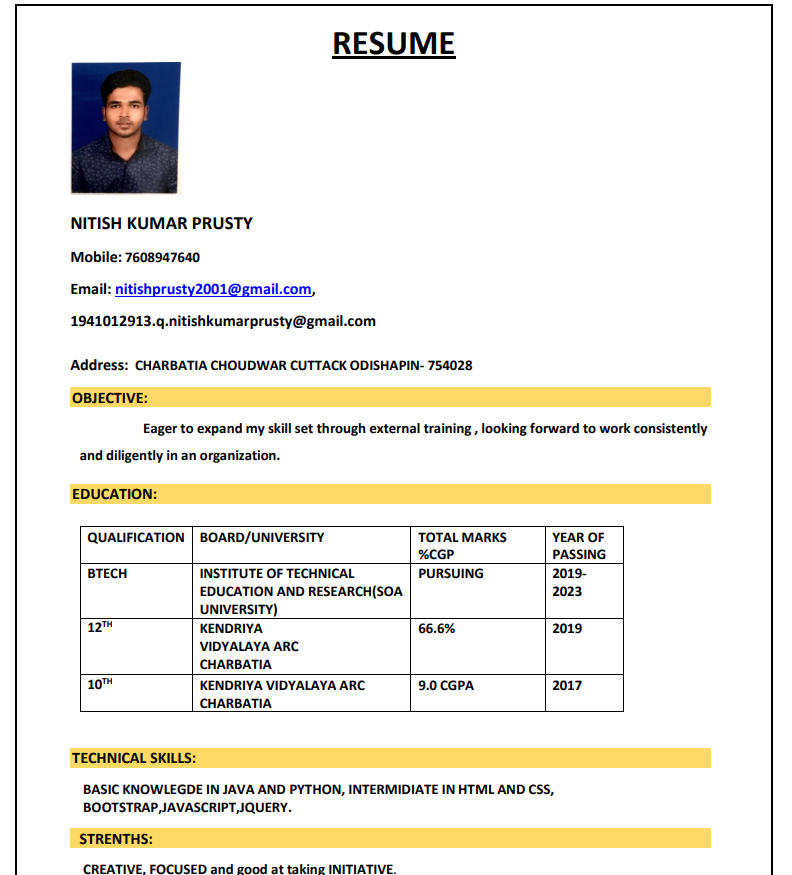 RESUME
NITISH KUMAR PRUSTY
Mobile: 7608947640
Email: nitishprusty2001@gmail.com,
1941012913.q.nitishkumarprusty@gmail.com
Address: CHARBATIA CHOUDWAR CUTTACK ODISHAPIN- 754028
OBJECTIVE:
Eager to expand my skill set through external training , looking forward to work consistently
and diligently in an organization.
EDUCATION:
QUALIFICATION BOARD/UNIVERSITY TOTAL MARKS YEAR OF
%CGP PASSING
BTECH INSTITUTE OF TECHNICAL PURSUING 2019-
EDUCATION AND RESEARCH(SOA 2023
UNIVERSITY)
12TH KENDRIYA 66.6% 2019
VIDYALAYA ARC
CHARBATIA
10TH KENDRIYA VIDYALAYA ARC 9.0 CGPA 2017
CHARBATIA
TECHNICAL SKILLS:
BASIC KNOWLEGDE IN JAVA AND PYTHON, INTERMIDIATE IN HTML AND CSS,
BOOTSTRAP,JAVASCRIPT,JQUERY.
STRENTHS:
CREATIVE, FOCUSED and good at taking INITIATIVE.